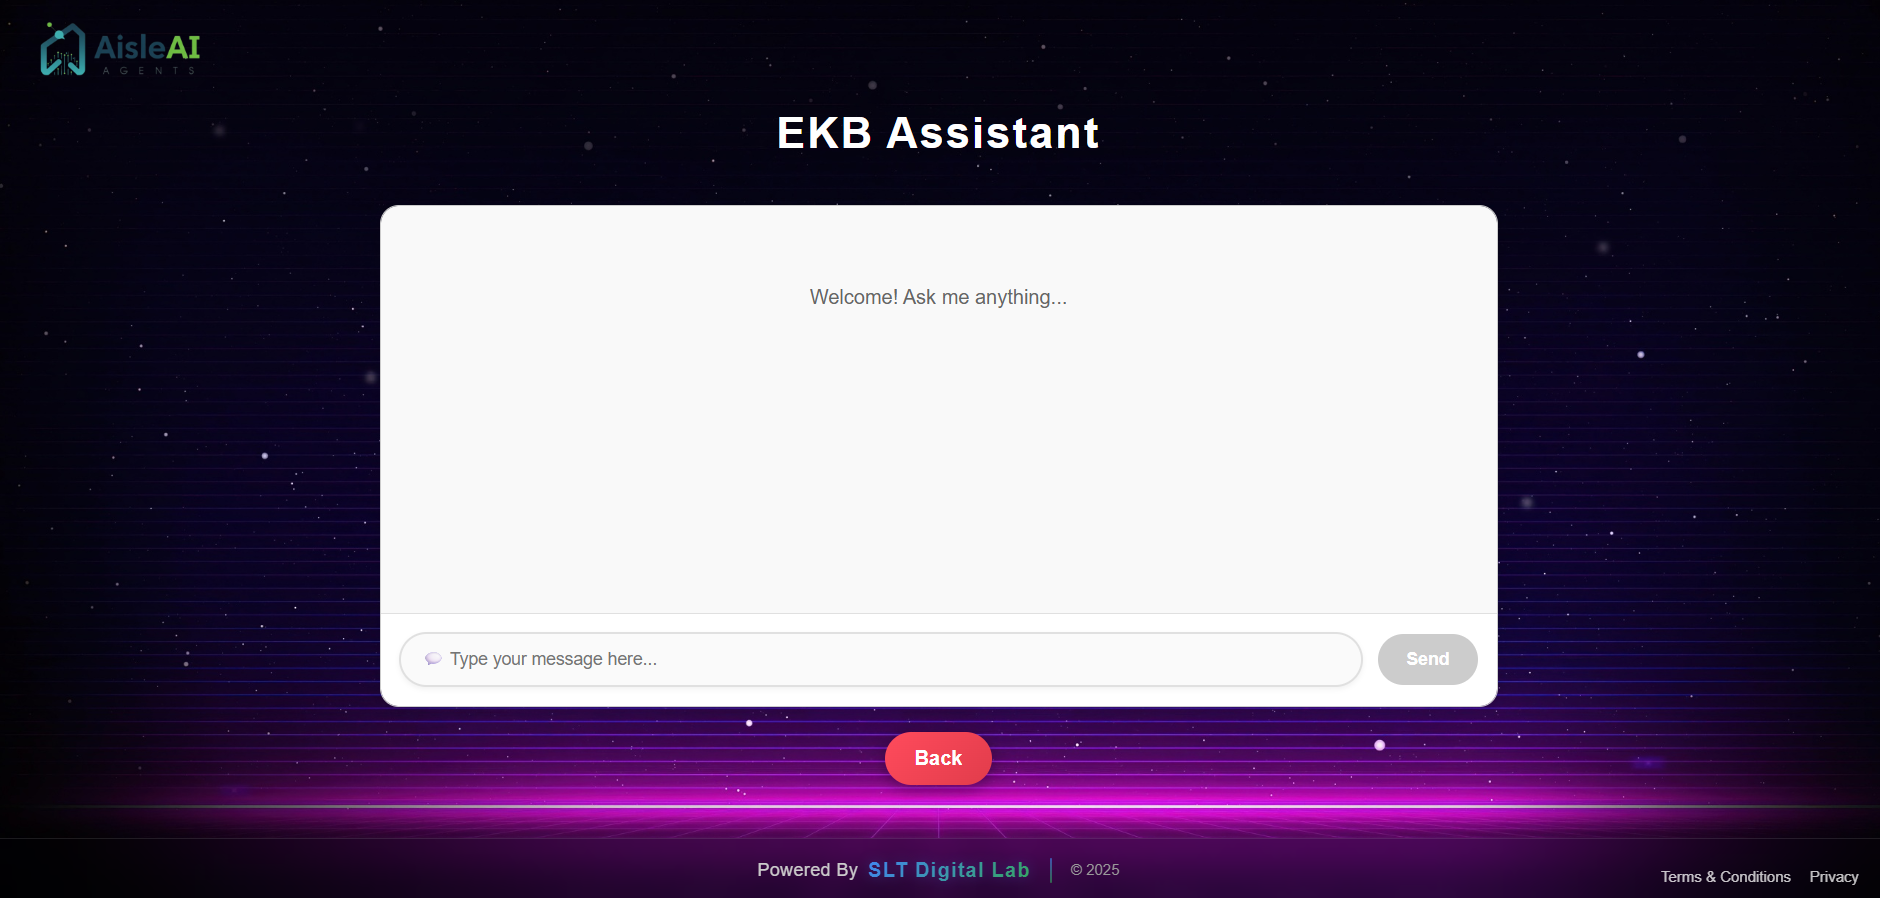 AisleAI
AGENTS
EKB Assistant
Welcome! Ask me anything...
Type your message here...
Send
Back
Powered By SLT Digital Lab © 2025
Terms & Conditions Privacy